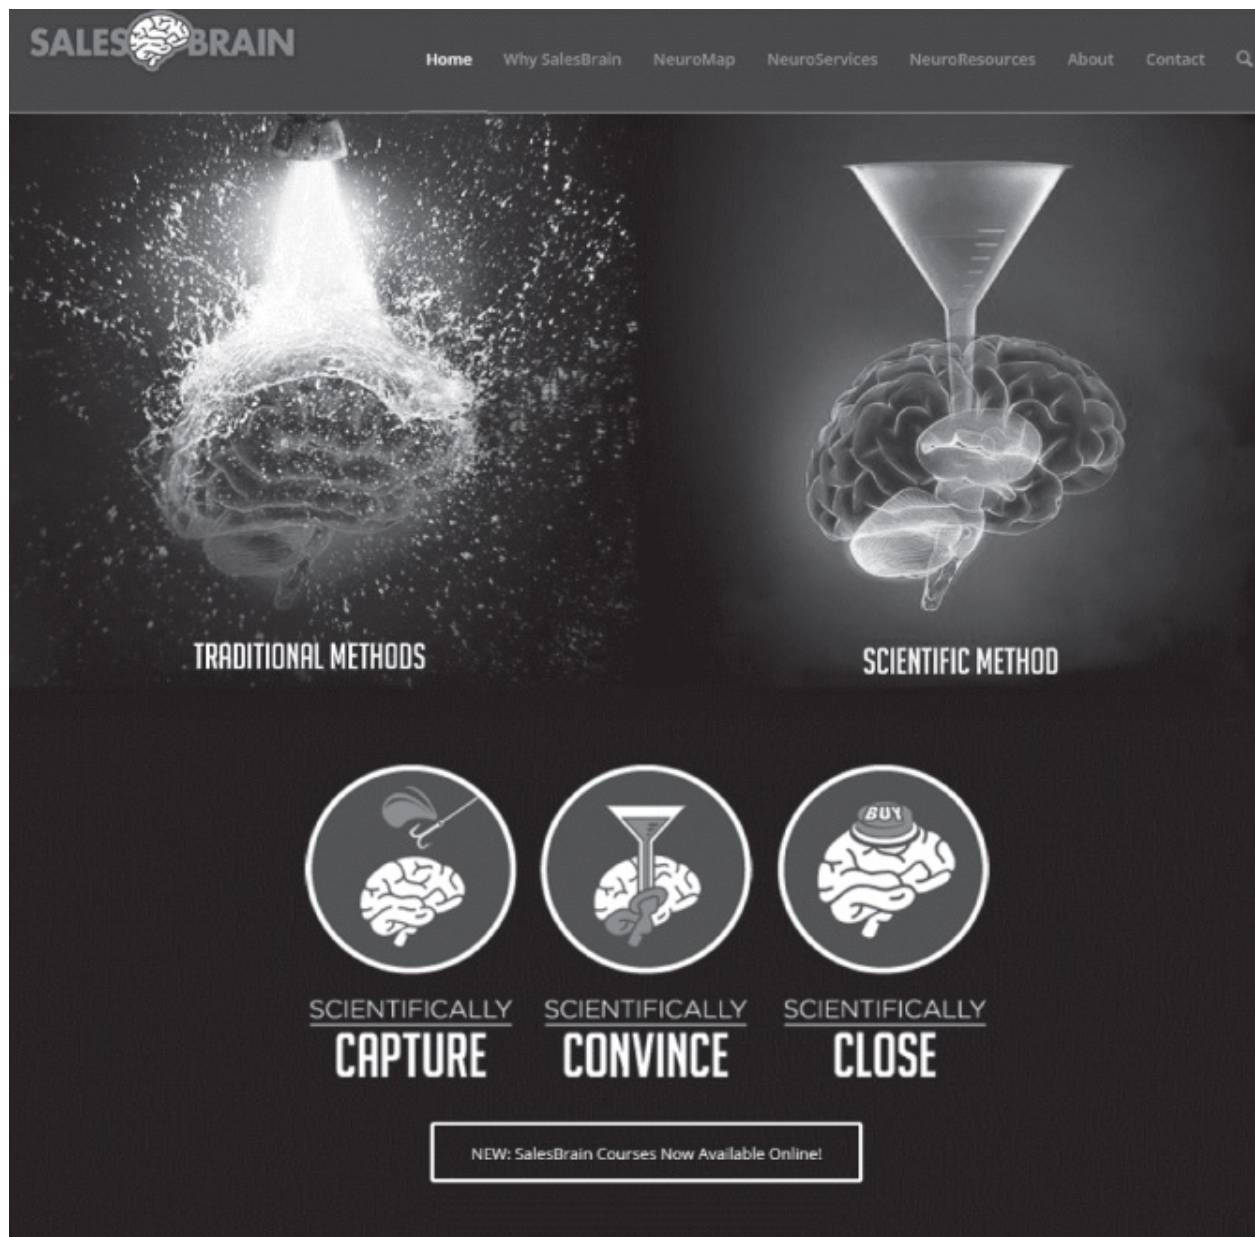 SALES BRAIN
Home Why SalesBrain NeuroMap NeuroServices NeuroResources About Contact
TRADITIONAL METHODS
SCIENTIFIC METHOD
BUY
SCIENTIFICALLY
CAPTURE
SCIENTIFICALLY
CONVINCE
SCIENTIFICALLY
CLOSE
NEW: SalesBrain Courses Now Available Online!